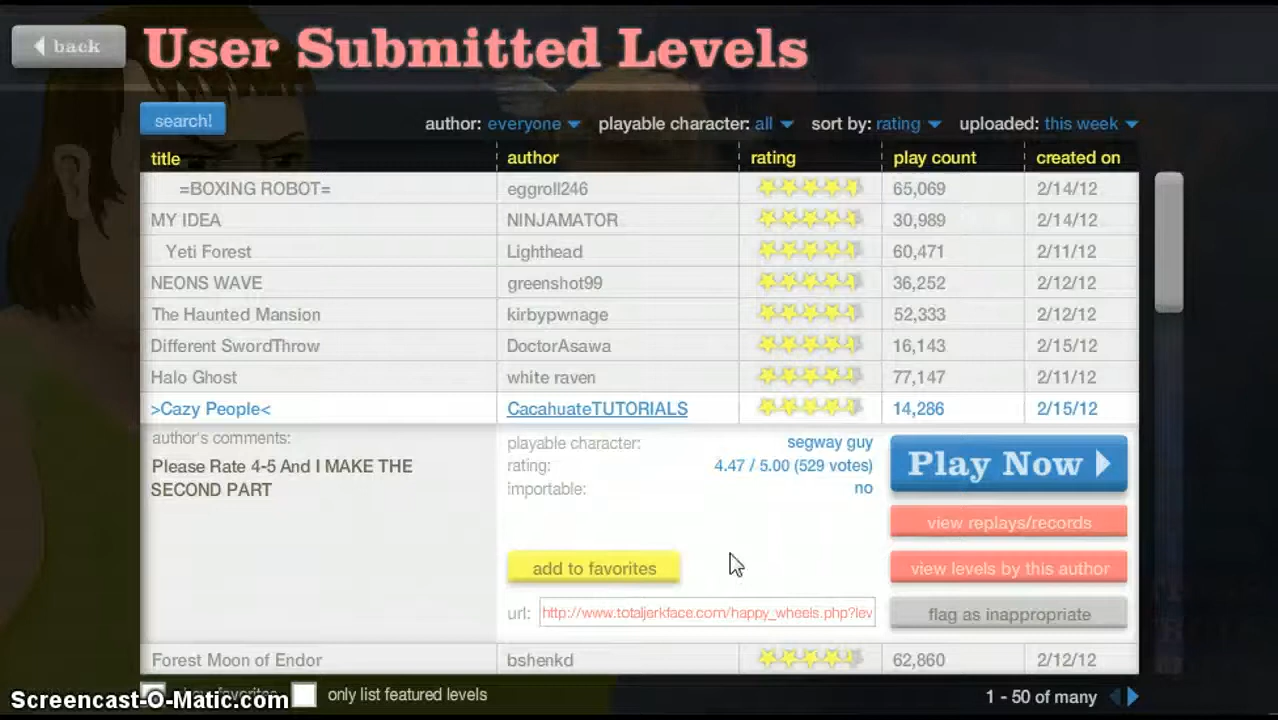 back
User Submitted Levels
search!
author: everyone playable character: all sort by: rating uploaded: this week
title author rating play count created on
=BOXING ROBOT= eggroll246 65,069 2/14/12
MY IDEA NINJAMATOR 30,989 2/14/12
Yeti Forest Lighthead 60,471 2/11/12
NEONS WAVE greenshot99 36,252 2/12/12
The Haunted Mansion kirbypwnage 52,333 2/12/12
Different SwordThrow DoctorAsawa 16,143 2/15/12
Halo Ghost white raven 77,147 2/11/12
>Cazy People< CacahuateTUTORIALS 14,286 2/15/12
author's comments:
Please Rate 4-5 And I MAKE THE
SECOND PART
playable character: segway guy
rating: 4.47 / 5.00 (529 votes)
importable: no
add to favorites
url: http://www.totaljerkface.com/happy_wheels.php?lev
Play Now
view replays/records
view levels by this author
flag as inappropriate
Forest Moon of Endor bshenkd 62,860 2/12/12
only list featured levels
1 - 50 of many
Screencast-O-Matic.com